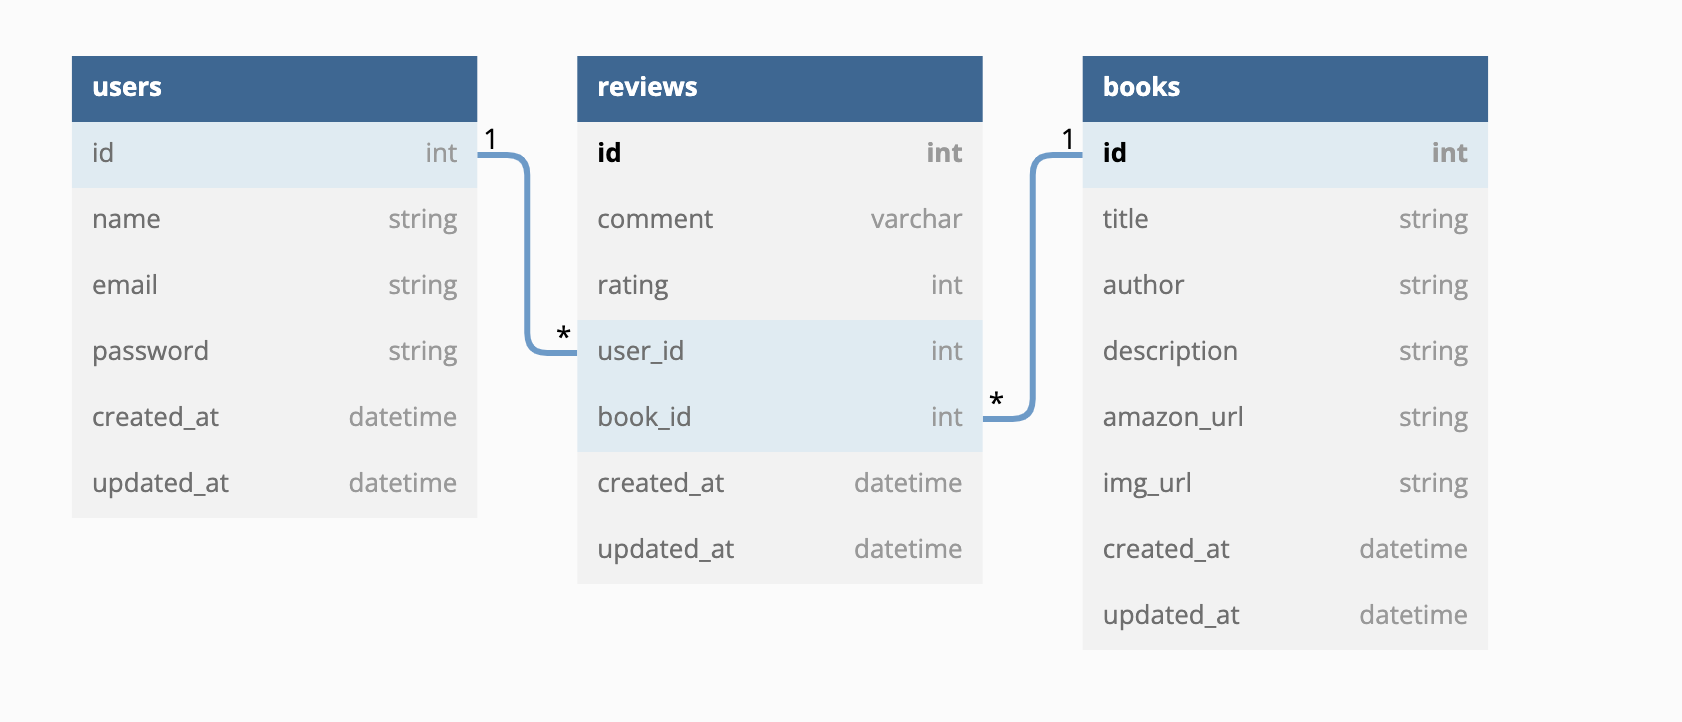 users
id int
name string
email string
password string
created_at datetime
updated_at datetime
1
*
reviews
id int
comment varchar
rating int
user_id int
book_id int
created_at datetime
updated_at datetime
1
*
books
id int
title string
author string
description string
amazon_url string
img_url string
created_at datetime
updated_at datetime